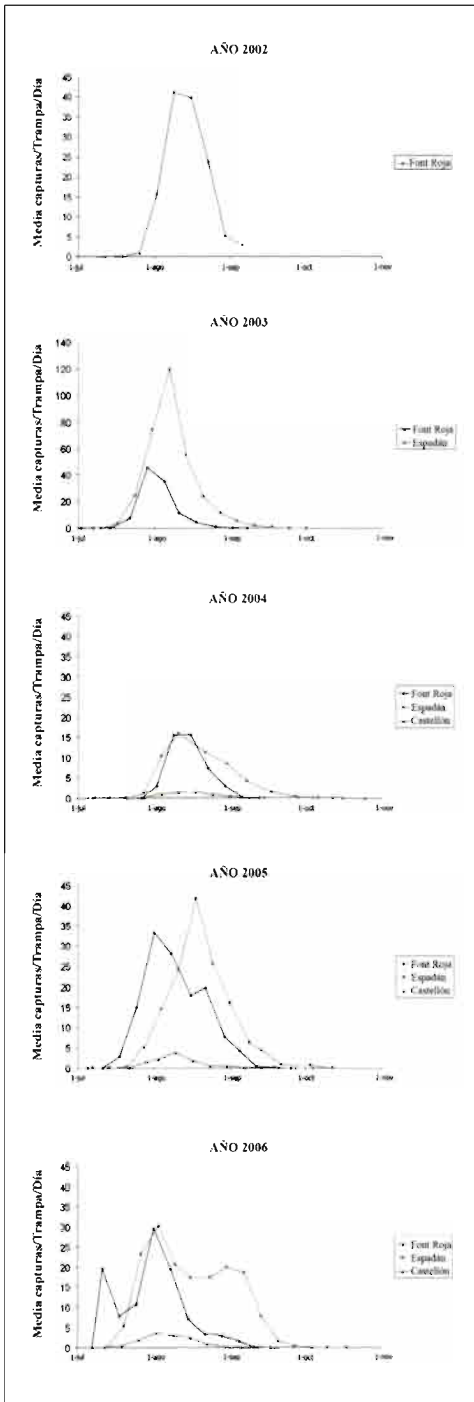 AÑO 2002
Media capturas/Trampa/Día
45
40
35
30
25
20
15
10
5
0
1-jul
1-ago
1-sep
1-oct
1-nov
Font Roja
AÑO 2003
Media capturas/Trampa/Día
140
120
100
80
60
40
20
0
1-jul
1-ago
1-sep
1-oct
1-nov
Font Roja
Espadán
AÑO 2004
Media capturas/Trampa/Día
45
40
35
30
25
20
15
10
5
0
1-jul
1-ago
1-sep
1-oct
1-nov
Font Roja
Espadán
Castellón
AÑO 2005
Media capturas/Trampa/Día
45
40
35
30
25
20
15
10
5
0
1-jul
1-ago
1-sep
1-oct
1-nov
Font Roja
Espadán
Castellón
AÑO 2006
Media capturas/Trampa/Día
45
40
35
30
25
20
15
10
5
0
1-jul
1-ago
1-sep
1-oct
1-nov
Font Roja
Espadán
Castellón